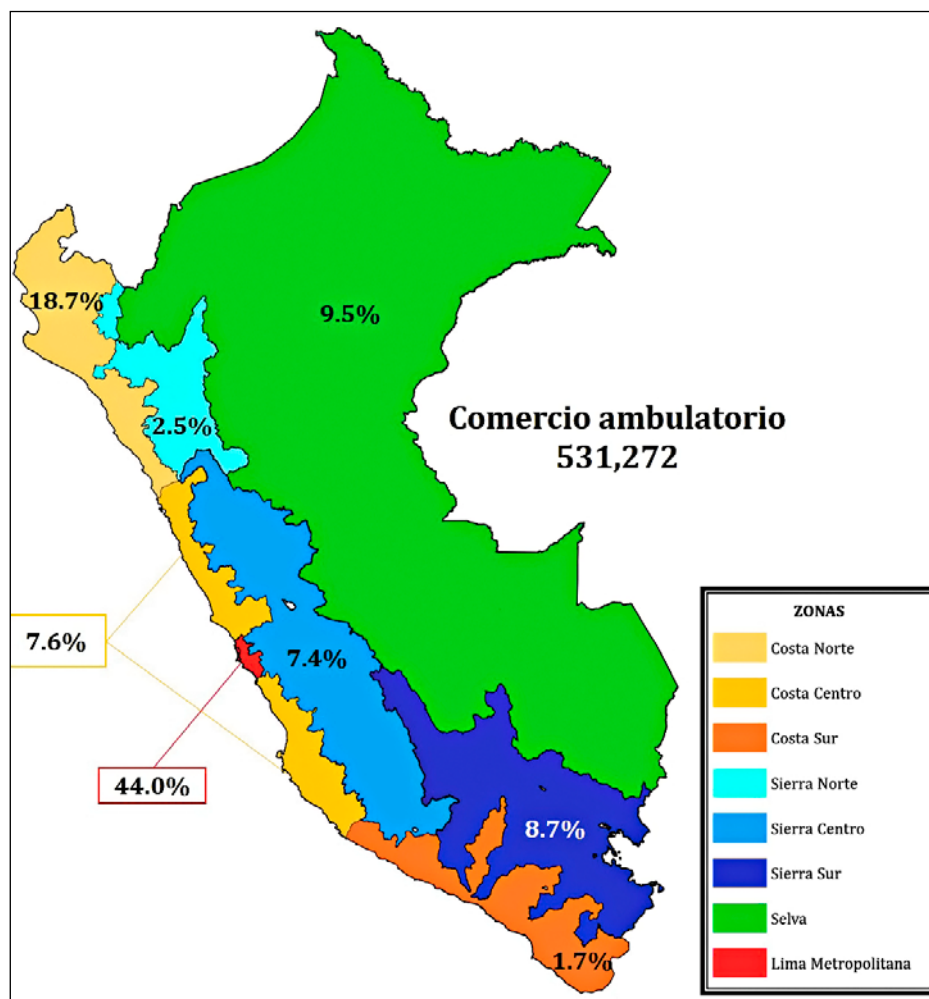 18.7%
9.5%
2.5%
Comercio ambulatorio
531,272
7.6%
7.4%
44.0%
8.7%
1.7%
ZONAS
Costa Norte
Costa Centro
Costa Sur
Sierra Norte
Sierra Centro
Sierra Sur
Selva
Lima Metropolitana